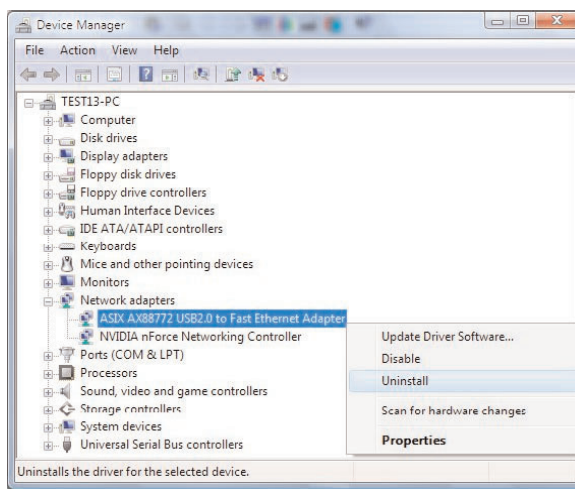 Device Manager
File Action View Help
TEST13-PC
Computer
Disk drives
Display adapters
Floppy disk drives
Floppy drive controllers
Human Interface Devices
IDE ATA/ATAPI controllers
Keyboards
Mice and other pointing devices
Monitors
Network adapters
ASIX AX88772 USB2.0 to Fast Ethernet Adapter
NVIDIA nForce Networking Controller
Ports (COM & LPT)
Processors
Sound, video and game controllers
Storage controllers
System devices
Universal Serial Bus controllers
Update Driver Software...
Disable
Uninstall
Scan for hardware changes
Properties
Uninstalls the driver for the selected device.